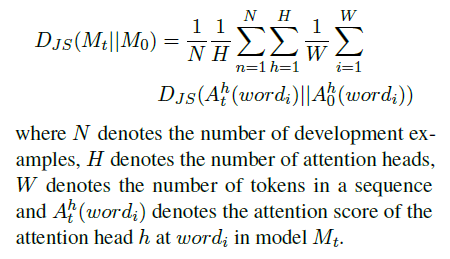 D_{JS}(M_t||M_0) = \frac{1}{N} \frac{1}{H} \sum_{n=1}^{N} \sum_{h=1}^{H} \frac{1}{W} \sum_{i=1}^{W}
D_{JS}(A_t^h(word_i)||A_0^h(word_i))
where N denotes the number of development ex-
amples, H denotes the number of attention heads,
W denotes the number of tokens in a sequence
and A_t^h(word_i) denotes the attention score of the
attention head h at word_i in model M_t.